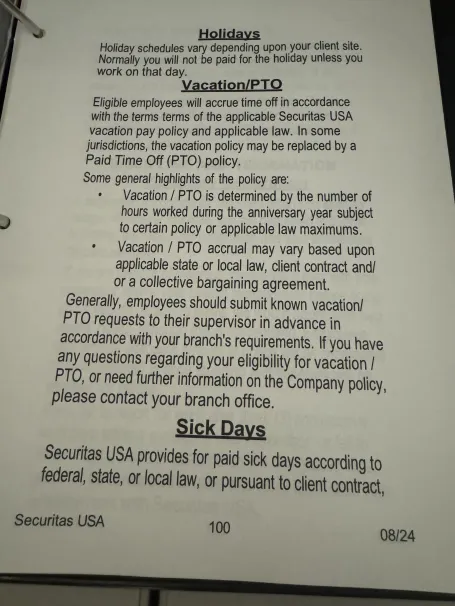 Holidays
Holiday schedules vary depending upon your client site.
Normally you will not be paid for the holiday unless you
work on that day.
Vacation/PTO
Eligible employees will accrue time off in accordance
with the terms terms of the applicable Securitas USA
vacation pay policy and applicable law. In some
jurisdictions, the vacation policy may be replaced by a
Paid Time Off (PTO) policy.
Some general highlights of the policy are:
• Vacation / PTO is determined by the number of
hours worked during the anniversary year subject
to certain policy or applicable law maximums.
• Vacation / PTO accrual may vary based upon
applicable state or local law, client contract and/
or a collective bargaining agreement.
Generally, employees should submit known vacation/
PTO requests to their supervisor in advance in
accordance with your branch's requirements. If you have
any questions regarding your eligibility for vacation /
PTO, or need further information on the Company policy,
please contact your branch office.
Sick Days
Securitas USA provides for paid sick days according to
federal, state, or local law, or pursuant to client contract,
Securitas USA 100 08/24